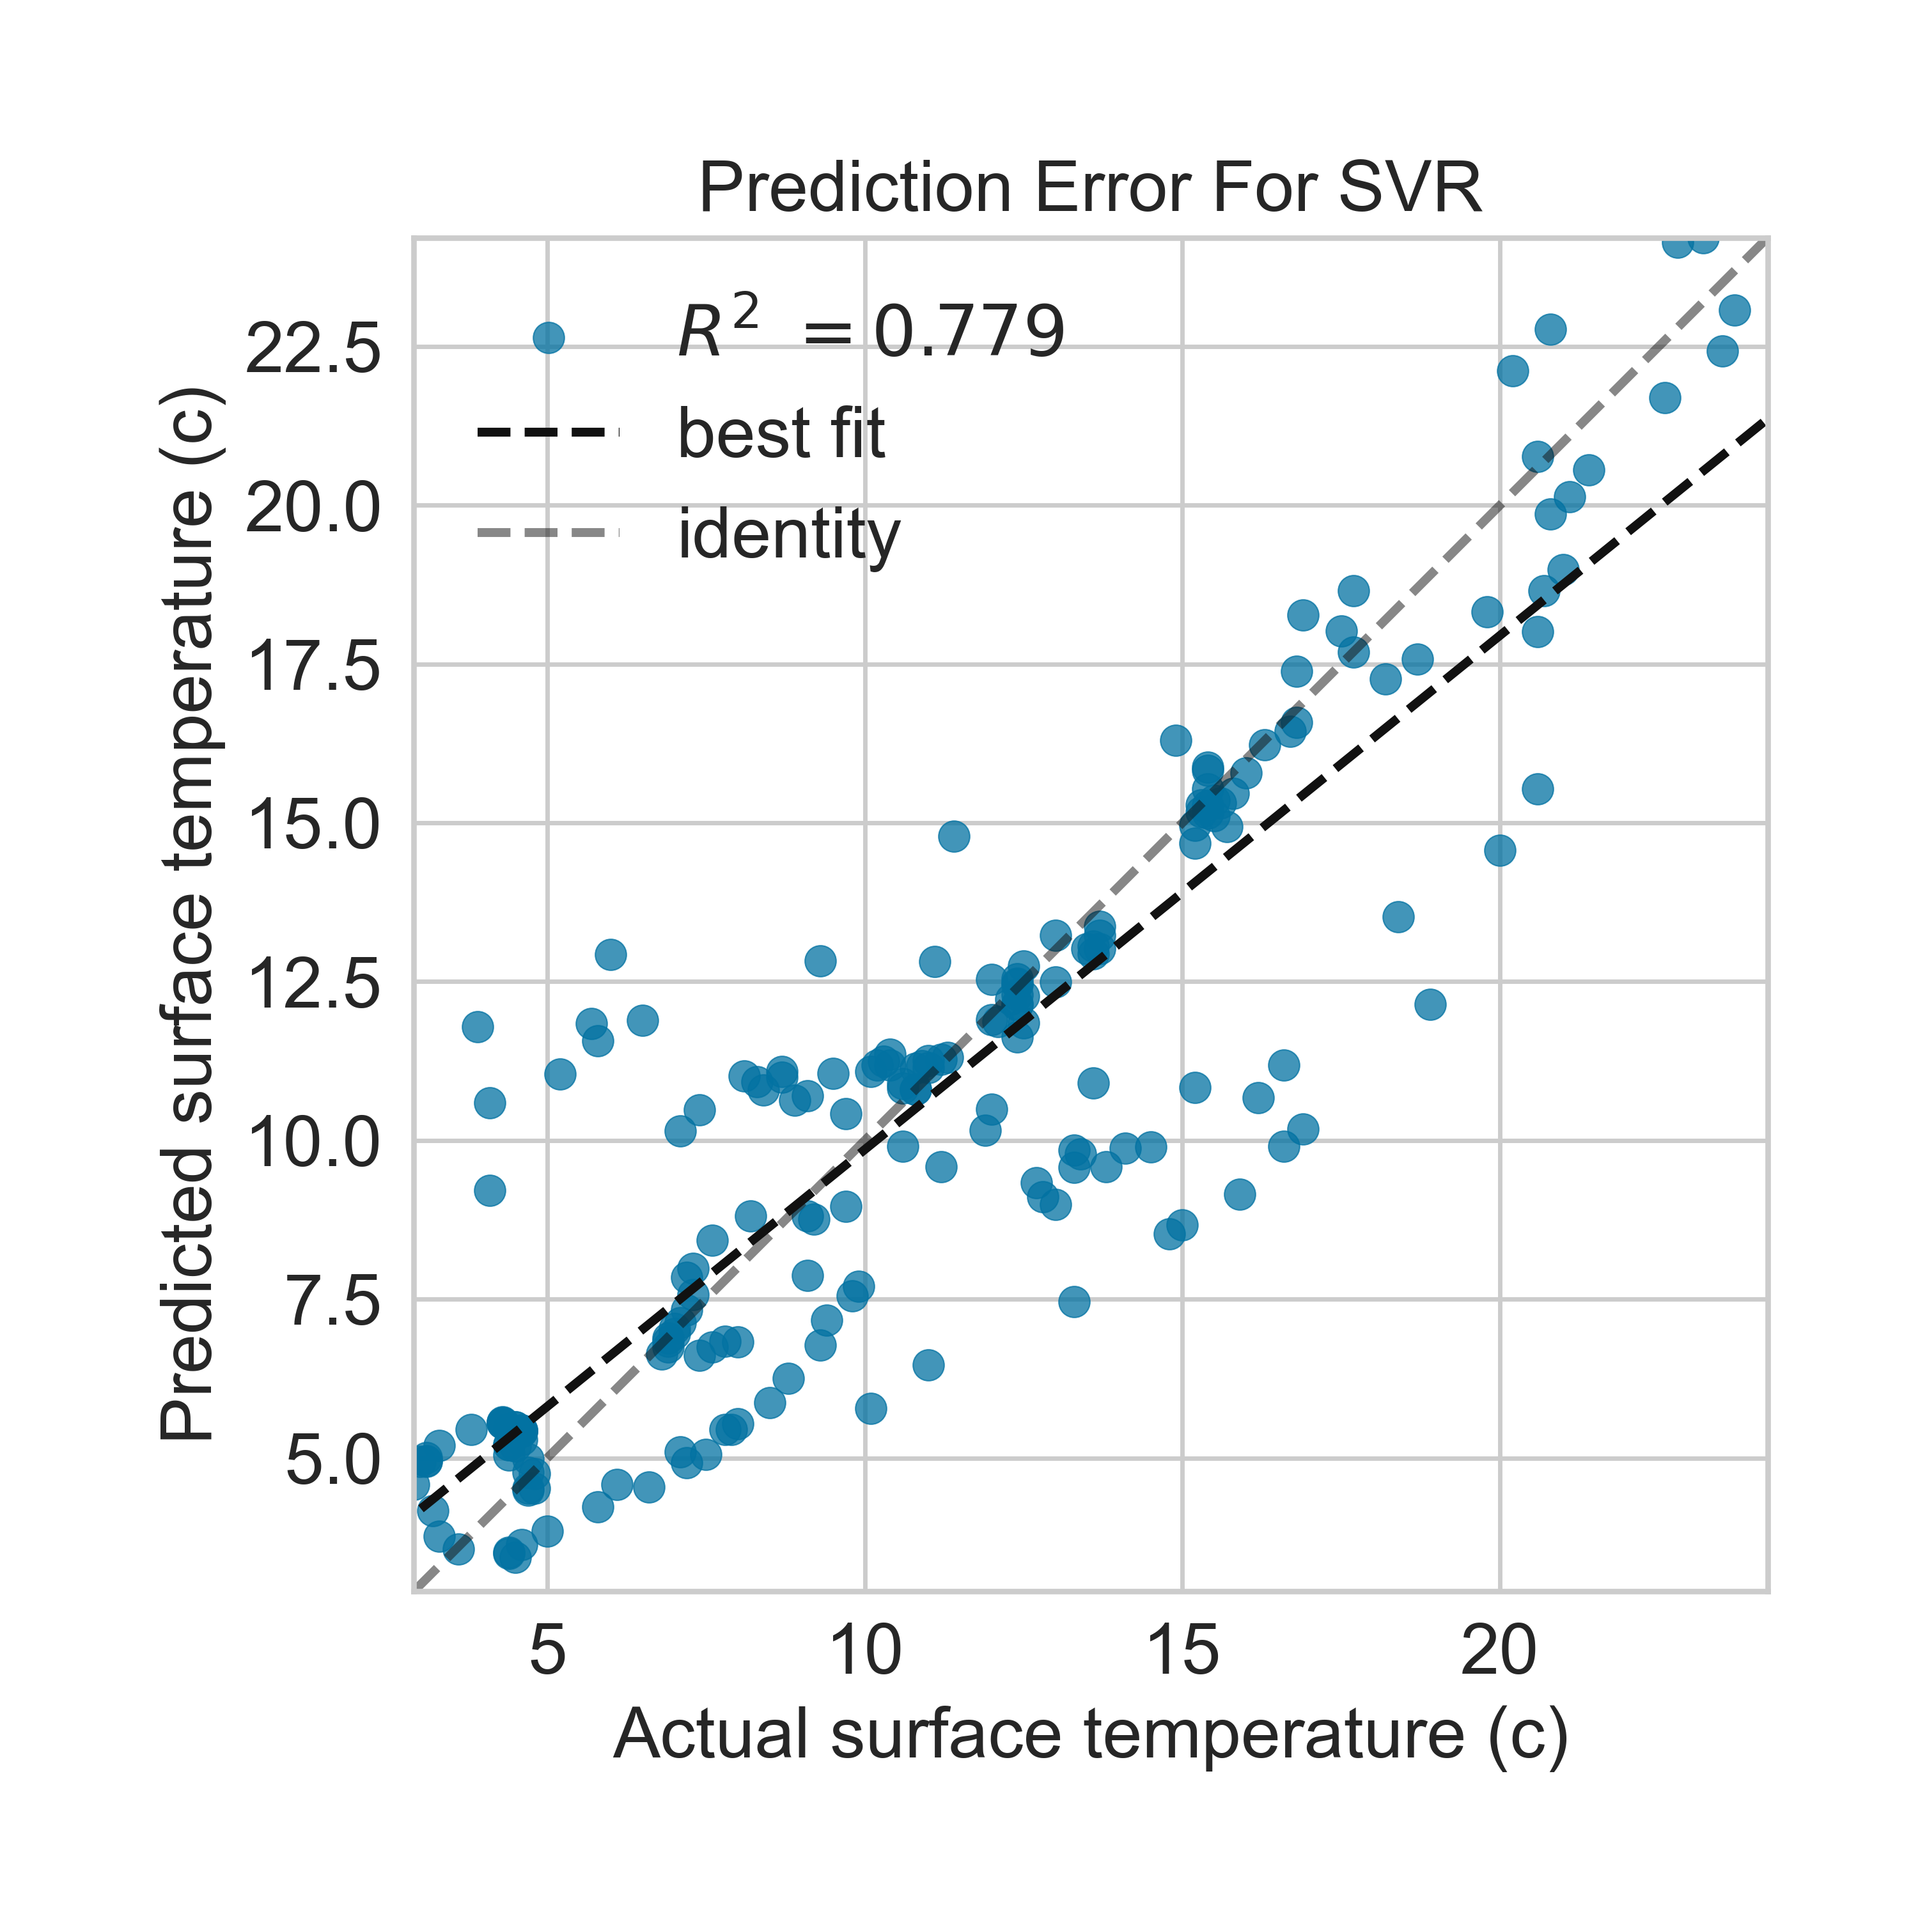 Prediction Error For SVR
R² = 0.779
best fit
identity
22.5
20.0
17.5
15.0
12.5
10.0
7.5
5.0
Predicted surface temperature (c)
5 10 15 20
Actual surface temperature (c)